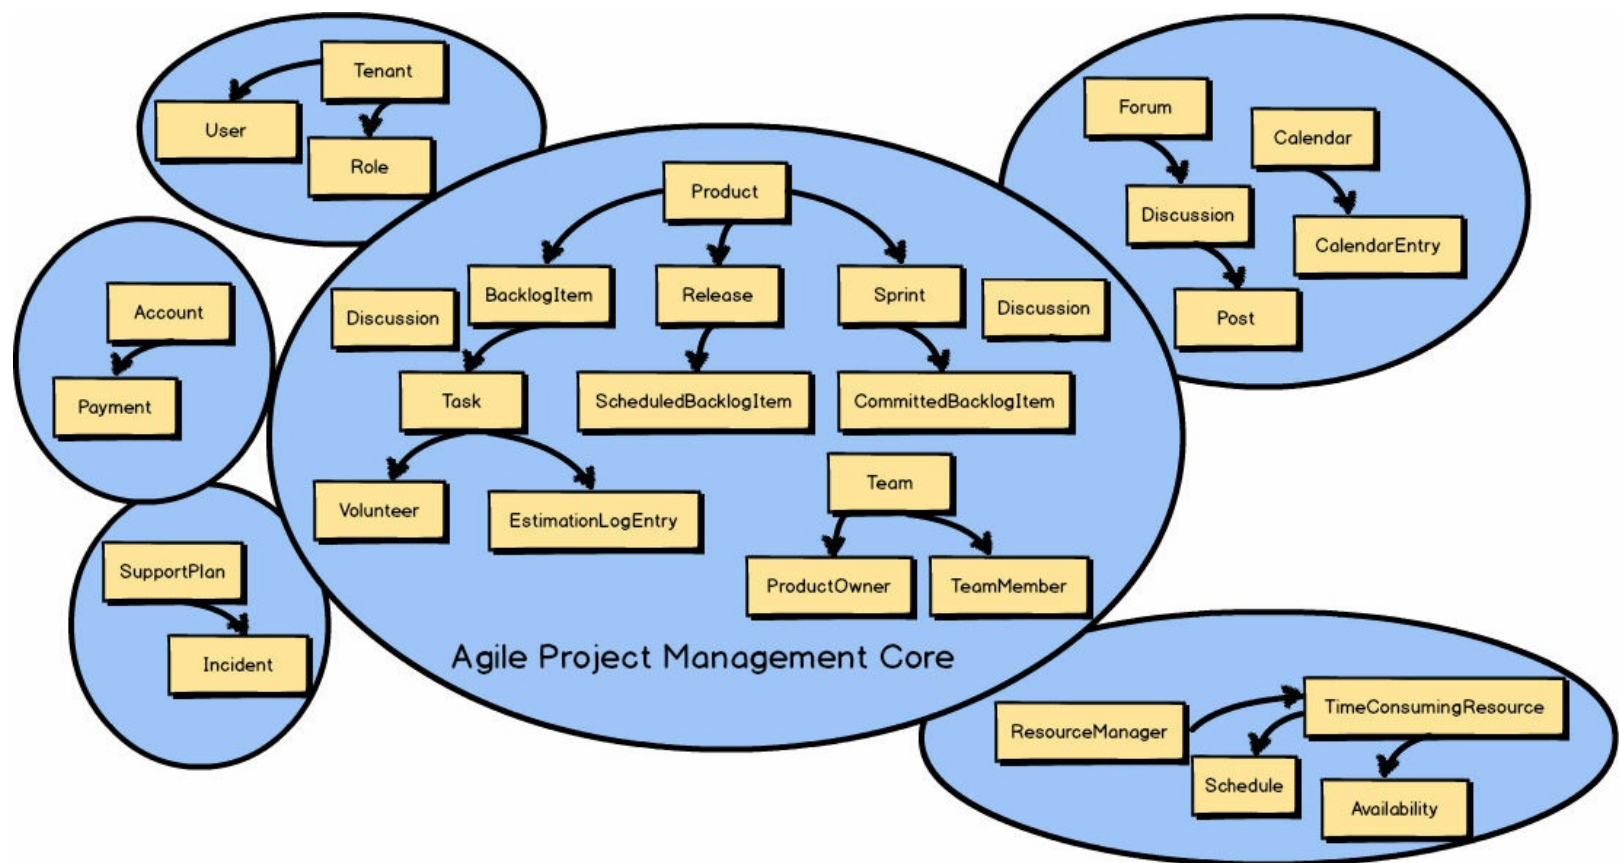 Tenant
User
Role
Forum
Calendar
Discussion
CalendarEntry
Post
Product
BacklogItem
Release
Sprint
Discussion
Discussion
Task
ScheduledBacklogItem
CommittedBacklogItem
Volunteer
EstimationLogEntry
Team
ProductOwner
TeamMember
Agile Project Management Core
Account
Payment
SupportPlan
Incident
ResourceManager
TimeConsumingResource
Schedule
Availability